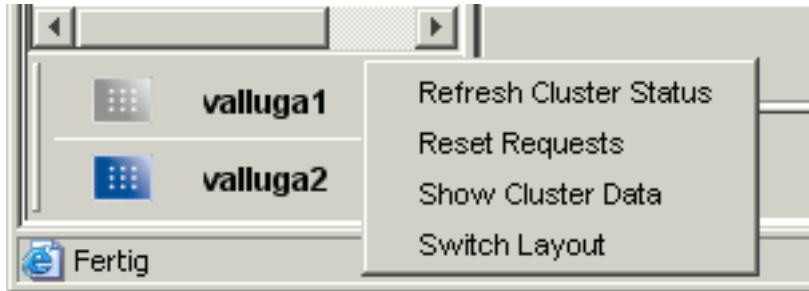 valluga1
valluga2
Refresh Cluster Status
Reset Requests
Show Cluster Data
Switch Layout
Fertig